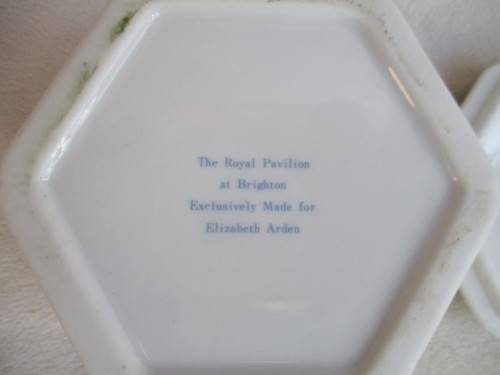 The Royal Pavilion
at Brighton
Exclusively Made for
Elizabeth Arden